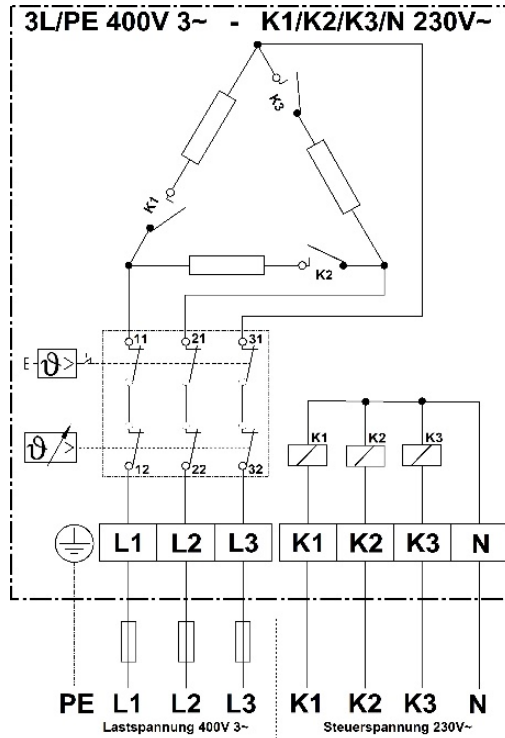 3L/PE 400V 3~ - K1/K2/K3/N 230V~
K3
K1
K2
11 21 31
E ϑ >
K1 K2 K3
ϑ
12 22 32
L1 L2 L3 K1 K2 K3 N
PE L1 L2 L3 K1 K2 K3 N
Lastspannung 400V 3~ Steuerspannung 230V~